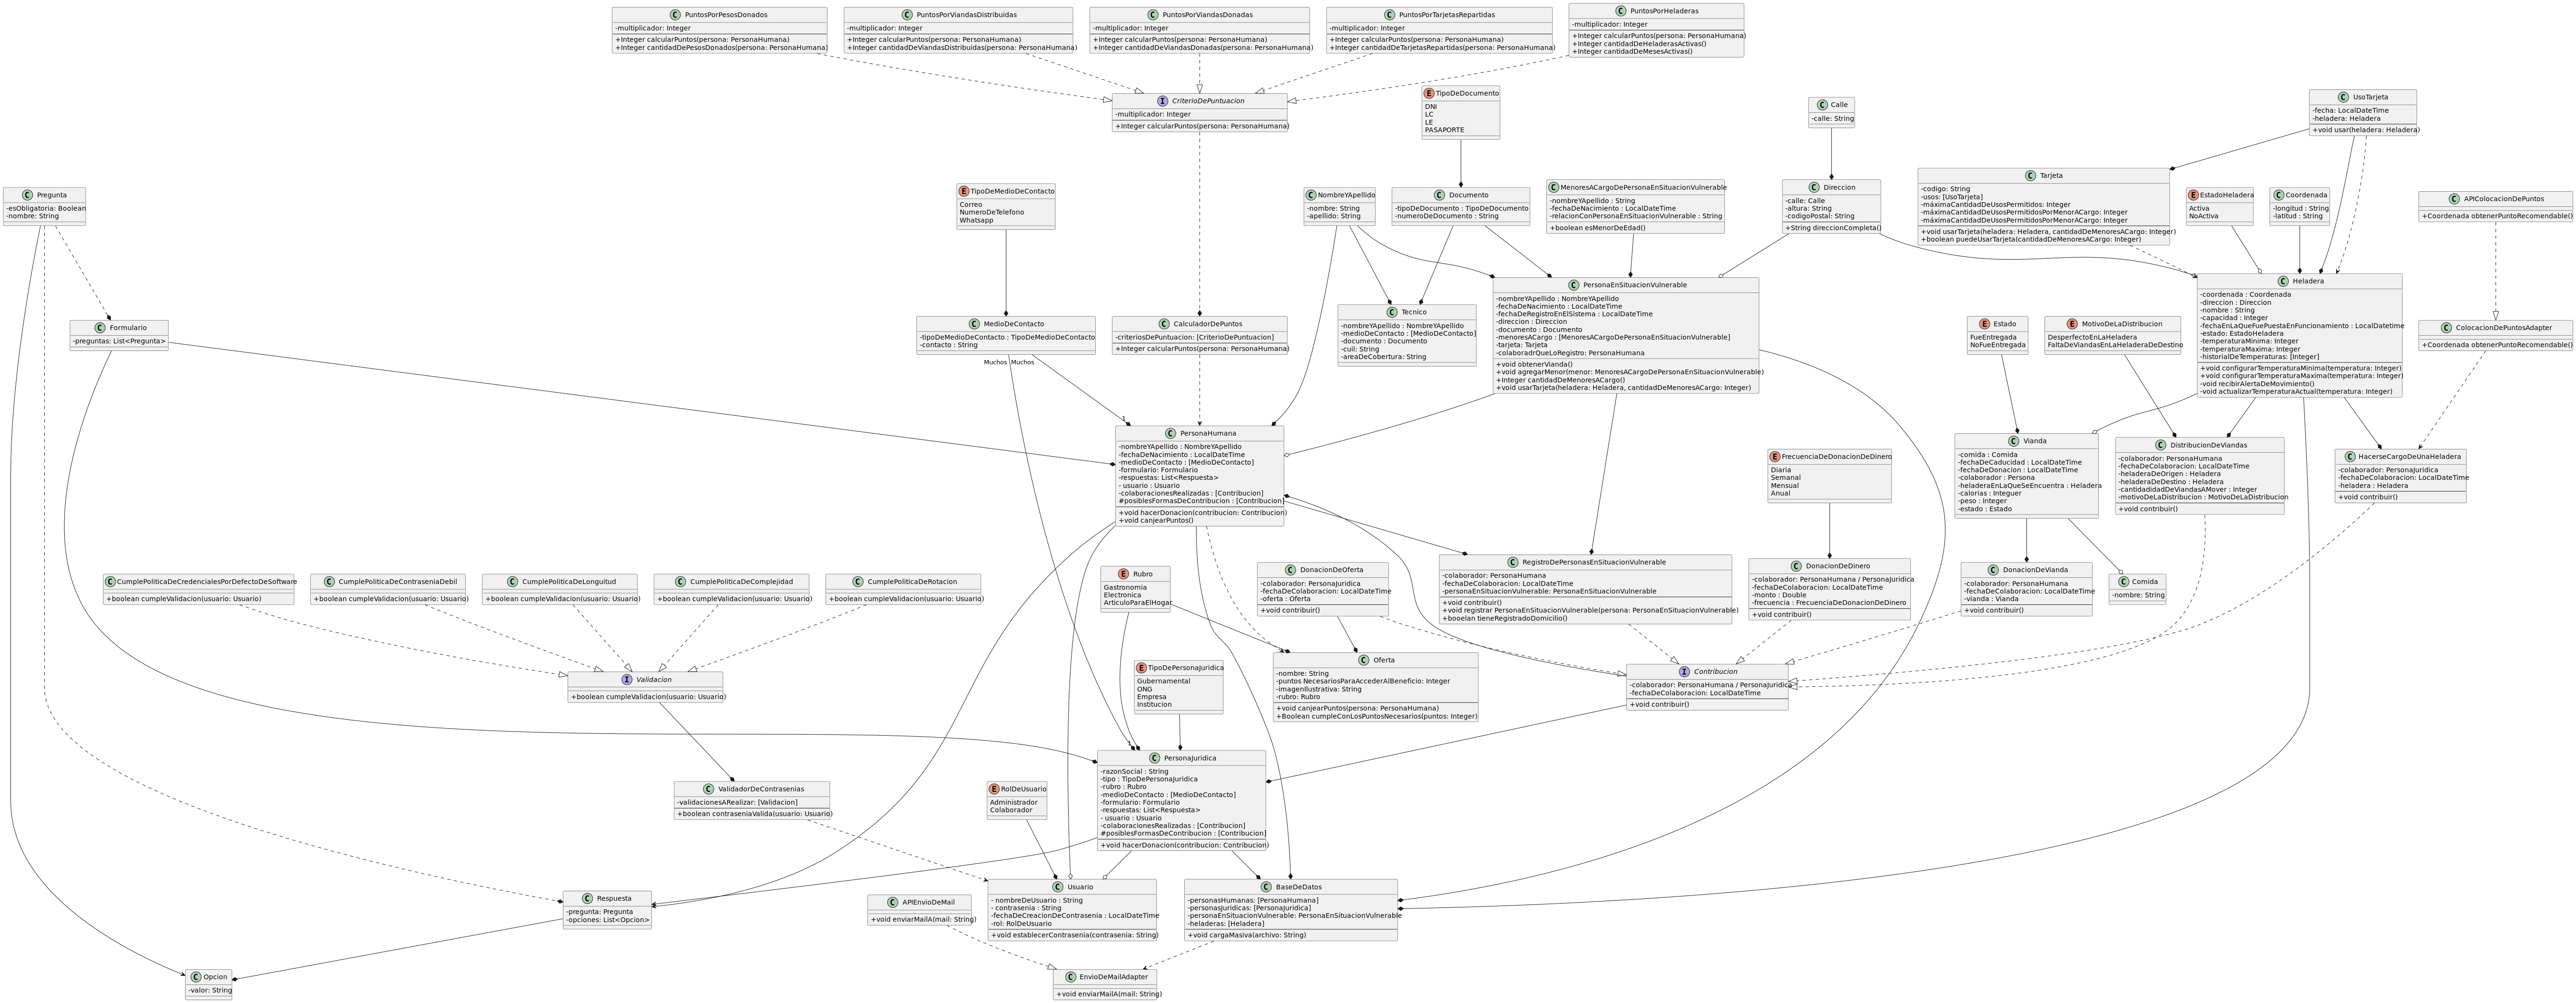 PuntosPorPesosDonados
-multiplicador: Integer
+Integer calcularPuntos(persona: PersonaHumana)
+Integer cantidadDePesosDonados(persona: PersonaHumana)
PuntosPorViandasDistribuidas
-multiplicador: Integer
+Integer calcularPuntos(persona: PersonaHumana)
+Integer cantidadDeViandasDistribuidas(persona: PersonaHumana)
PuntosPorViandasDonadas
-multiplicador: Integer
+Integer calcularPuntos(persona: PersonaHumana)
+Integer cantidadDeViandasDonadas(persona: PersonaHumana)
PuntosPorTarjetasRepartidas
-multiplicador: Integer
+Integer calcularPuntos(persona: PersonaHumana)
+Integer cantidadDeTarjetasRepartidas(persona: PersonaHumana)
PuntosPorHeladeras
-multiplicador: Integer
+Integer calcularPuntos(persona: PersonaHumana)
+Integer cantidadDeHeladerasActivas()
+Integer cantidadDeMesesActivas()
CriterioDePuntuacion
-multiplicador: Integer
+Integer calcularPuntos(persona: PersonaHumana)
TipoDeDocumento
DNI
LC
LE
PASAPORTE
Calle
-calle: String
UsoTarjeta
-fecha: LocalDateTime
-heladera: Heladera
+void usar(heladera: Heladera)
Pregunta
-esObligatoria: Boolean
-nombre: String
TipoDeMedioDeContacto
Correo
NumeroDeTelefono
Whatsapp
NombreYApellido
-nombre: String
-apellido: String
Documento
-tipoDeDocumento : TipoDeDocumento
-numeroDeDocumento : String
MenoresACargoDePersonaEnSituacionVulnerable
-nombreYApellido : String
-fechaDeNacimiento : LocalDateTime
-relacionConPersonaEnSituacionVulnerable : String
+boolean esMenorDeEdad()
Direccion
-calle: Calle
-altura: String
-codigoPostal: String
+String direccionCompleta()
Tarjeta
-codigo: String
-usos: [UsoTarjeta]
-máximaCantidadDeUsosPermitidos: Integer
-máximaCantidadDeUsosPermitidosPorMenorACargo: Integer
-máximaCantidadDeUsosPermitidosPorMenorACargo: Integer
+void usarTarjeta(heladera: Heladera, cantidadDeMenoresACargo: Integer)
+boolean puedeUsarTarjeta(cantidadDeMenoresACargo: Integer)
EstadoHeladera
Activa
NoActiva
Coordenada
-longitud : String
-latitud : String
APIColocacionDePuntos
+Coordenada obtenerPuntoRecomendable()
Formulario
-preguntas: List<Pregunta>
MedioDeContacto
-tipoDeMedioDeContacto : TipoDeMedioDeContacto
-contacto : String
CalculadorDePuntos
-criteriosDePuntuacion: [CriterioDePuntuacion]
+Integer calcularPuntos(persona: PersonaHumana)
Tecnico
-nombreYApellido : NombreYApellido
-medioDeContacto : [MedioDeContacto]
-documento : Documento
-cuil: String
-areaDeCobertura: String
PersonaEnSituacionVulnerable
-nombreYApellido : NombreYApellido
-fechaDeNacimiento : LocalDateTime
-fechaDeRegistroEnElSistema : LocalDateTime
-direccion : Direccion
-documento : Documento
-menoresACargo : [MenoresACargoDePersonaEnSituacionVulnerable]
-tarjeta: Tarjeta
-colaboradrQueLoRegistro: PersonaHumana
+void obtenerVianda()
+void agregarMenor(menor: MenoresACargoDePersonaEnSituacionVulnerable)
+Integer cantidadDeMenoresACargo()
+void usarTarjeta(heladera: Heladera, cantidadDeMenoresACargo: Integer)
Estado
FueEntregada
NoFueEntregada
MotivoDeLaDistribucion
DesperfectoEnLaHeladera
FaltaDeViandasEnLaHeladeraDeDestino
Heladera
-coordenada : Coordenada
-direccion : Direccion
-nombre : String
-capacidad : Integer
-fechaEnLaQueFuePuestaEnFuncionamiento : LocalDatetime
-estado: EstadoHeladera
-temperaturaMinima: Integer
-temperaturaMaxima: Integer
-historialDeTemperaturas: [Integer]
+void configurarTemperaturaMinima(temperatura: Integer)
+void configurarTemperaturaMaxima(temperatura: Integer)
-void recibirAlertaDeMovimiento()
-void actualizarTemperaturaActual(temperatura: Integer)
ColocacionDePuntosAdapter
+Coordenada obtenerPuntoRecomendable()
Muchos
Muchos
1
PersonaHumana
-nombreYApellido : NombreYApellido
-fechaDeNacimiento : LocalDateTime
-medioDeContacto : [MedioDeContacto]
-formulario: Formulario
-respuestas: List<Respuesta>
- usuario : Usuario
-colaboracionesRealizadas : [Contribucion]
#posiblesFormasDeContribucion : [Contribucion]
+void hacerDonacion(contribucion: Contribucion)
+void canjearPuntos()
FrecuenciaDeDonacionDeDinero
Diaria
Semanal
Mensual
Anual
Vianda
-comida : Comida
-fechaDeCaducidad : LocalDateTime
-fechaDeDonacion : LocalDateTime
-colaborador : Persona
-heladeraEnLaQueSeEncuentra : Heladera
-calorias : Integuer
-peso : Integer
-estado : Estado
DistribucionDeViandas
-colaborador: PersonaHumana
-fechaDeColaboracion: LocalDateTime
-heladeraDeOrigen : Heladera
-heladeraDeDestino : Heladera
-cantidadidadDeViandasAMover : Integer
-motivoDeLaDistribucion : MotivoDeLaDistribucion
+void contribuir()
HacerseCargoDeUnaHeladera
-colaborador: PersonaJuridica
-fechaDeColaboracion: LocalDateTime
-heladera : Heladera
+void contribuir()
CumplePoliticaDeCredencialesPorDefectoDeSoftware
+boolean cumpleValidacion(usuario: Usuario)
CumplePoliticaDeContraseniaDebil
+boolean cumpleValidacion(usuario: Usuario)
CumplePoliticaDeLonguitud
+boolean cumpleValidacion(usuario: Usuario)
CumplePoliticaDeComplejidad
+boolean cumpleValidacion(usuario: Usuario)
CumplePoliticaDeRotacion
+boolean cumpleValidacion(usuario: Usuario)
Rubro
Gastronomia
Electronica
ArticuloParaElHogar
DonacionDeOferta
-colaborador: PersonaJuridica
-fechaDeColaboracion: LocalDateTime
-oferta : Oferta
+void contribuir()
RegistroDePersonasEnSituacionVulnerable
-colaborador: PersonaHumana
-fechaDeColaboracion: LocalDateTime
-personaEnSituacionVulnerable: PersonaEnSituacionVulnerable
+void contribuir()
+void registrar PersonaEnSituacionVulnerable(persona: PersonaEnSituacionVulnerable)
+booelan tieneRegistradoDomicilio()
DonacionDeDinero
-colaborador: PersonaHumana / PersonaJuridica
-fechaDeColaboracion: LocalDateTime
-monto : Double
-frecuencia : FrecuenciaDeDonacionDeDinero
+void contribuir()
DonacionDeVianda
-colaborador: PersonaHumana
-fechaDeColaboracion: LocalDateTime
-vianda : Vianda
+void contribuir()
Comida
-nombre: String
Validacion
+boolean cumpleValidacion(usuario: Usuario)
TipoDePersonaJuridica
Gubernamental
ONG
Empresa
Institucion
Oferta
-nombre: String
-puntos NecesariosParaAccederAlBeneficio: Integer
-imagenIlustrativa: String
-rubro: Rubro
+void canjearPuntos(persona: PersonaHumana)
+Boolean cumpleConLosPuntosNecesarios(puntos: Integer)
Contribucion
-colaborador: PersonaHumana / PersonaJuridica
-fechaDeColaboracion: LocalDateTime
+void contribuir()
1
ValidadorDeContrasenias
-validacionesARealizar: [Validacion]
+boolean contraseniaValida(usuario: Usuario)
RolDeUsuario
Administrador
Colaborador
PersonaJuridica
-razonSocial : String
-tipo : TipoDePersonaJuridica
-rubro : Rubro
-medioDeContacto : [MedioDeContacto]
-formulario: Formulario
-respuestas: List<Respuesta>
- usuario : Usuario
-colaboracionesRealizadas : [Contribucion]
#posiblesFormasDeContribucion : [Contribucion]
+void hacerDonacion(contribucion: Contribucion)
Respuesta
-pregunta: Pregunta
-opciones: List<Opcion>
APIEnvioDeMail
+void enviarMailA(mail: String)
Usuario
- nombreDeUsuario : String
- contrasenia : String
-fechaDeCreacionDeContrasenia : LocalDateTime
-rol: RolDeUsuario
+void establecerContrasenia(contrasenia: String)
BaseDeDatos
-personasHumanas: [PersonaHumana]
-personasJuridicas: [PersonaJuridica]
-personaEnSituacionVulnerable: PersonaEnSituacionVulnerable
-heladeras: [Heladera]
+void cargaMasiva(archivo: String)
Opcion
-valor: String
EnvioDeMailAdapter
+void enviarMailA(mail: String)